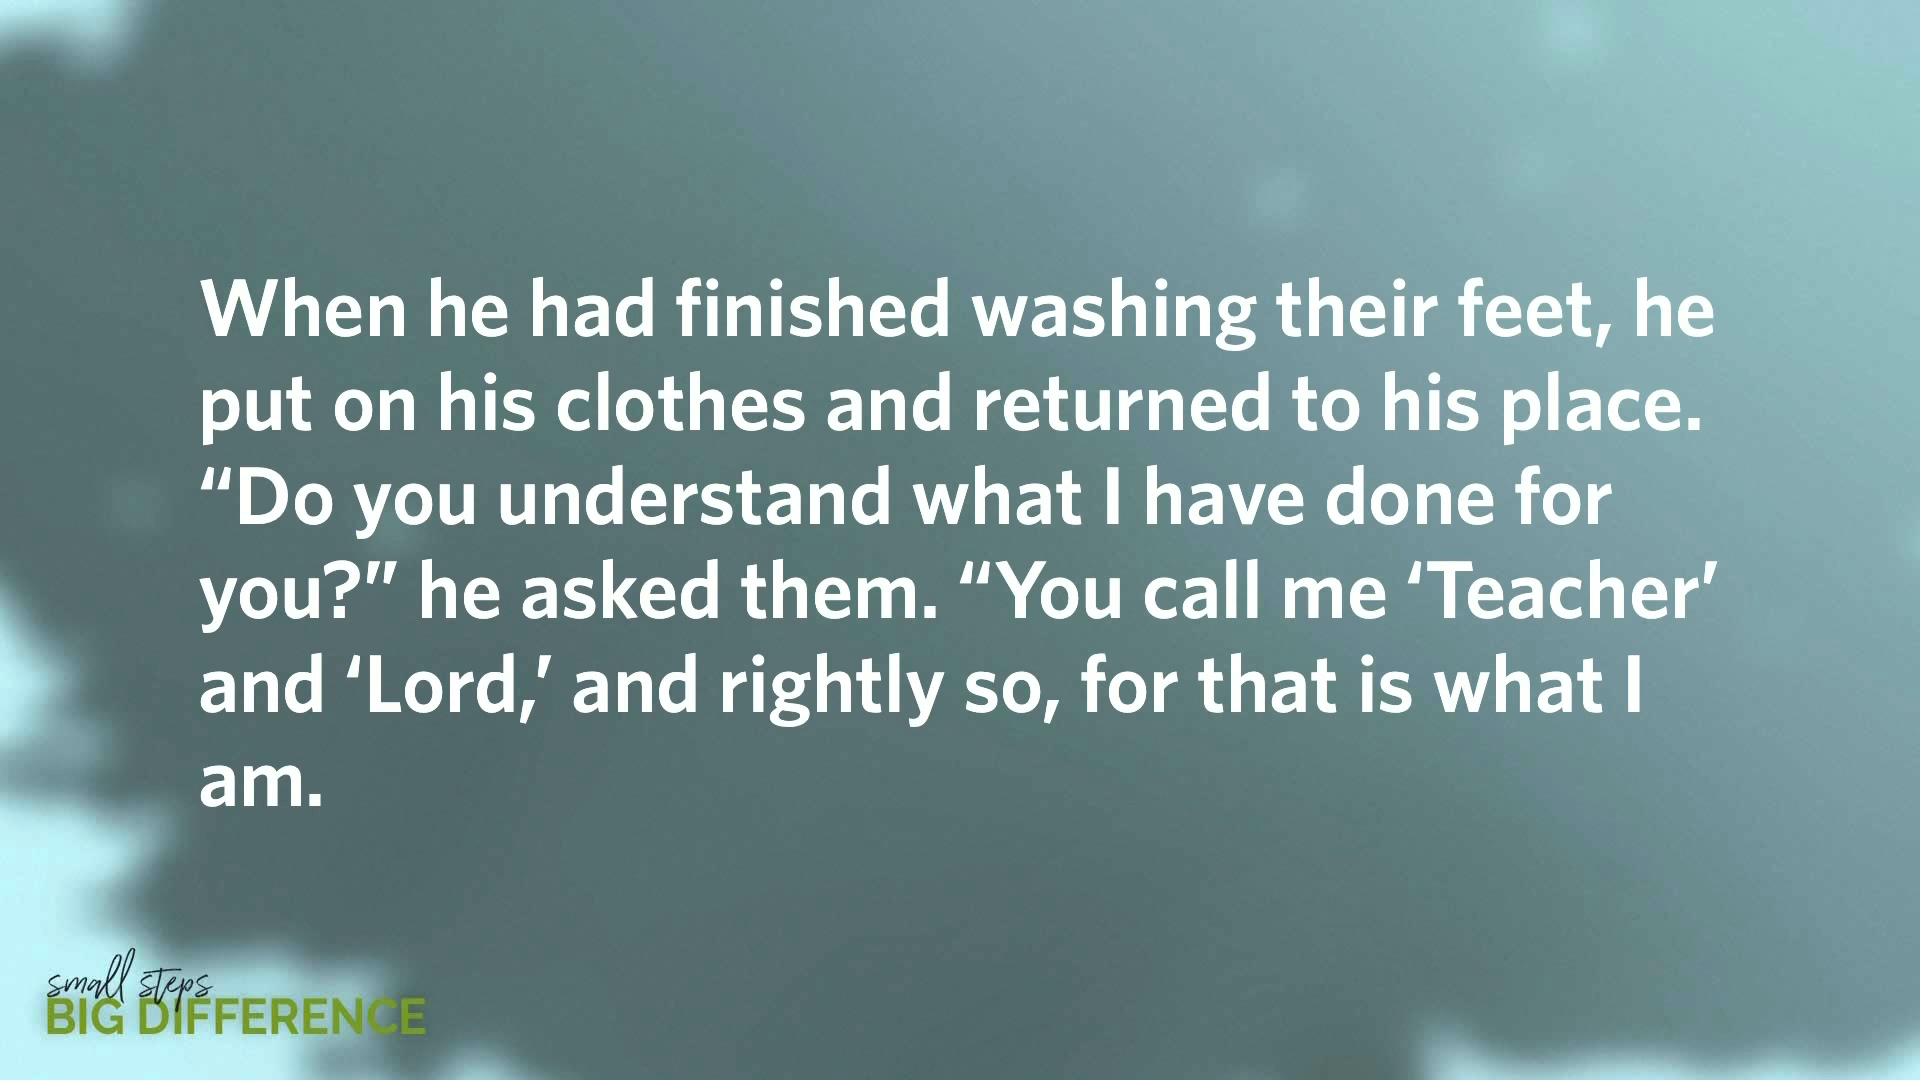 When he had finished washing their feet, he
put on his clothes and returned to his place.
“Do you understand what I have done for
you?” he asked them. “You call me ‘Teacher’
and ‘Lord,’ and rightly so, for that is what I
am.
small steps
BIG DIFFERENCE